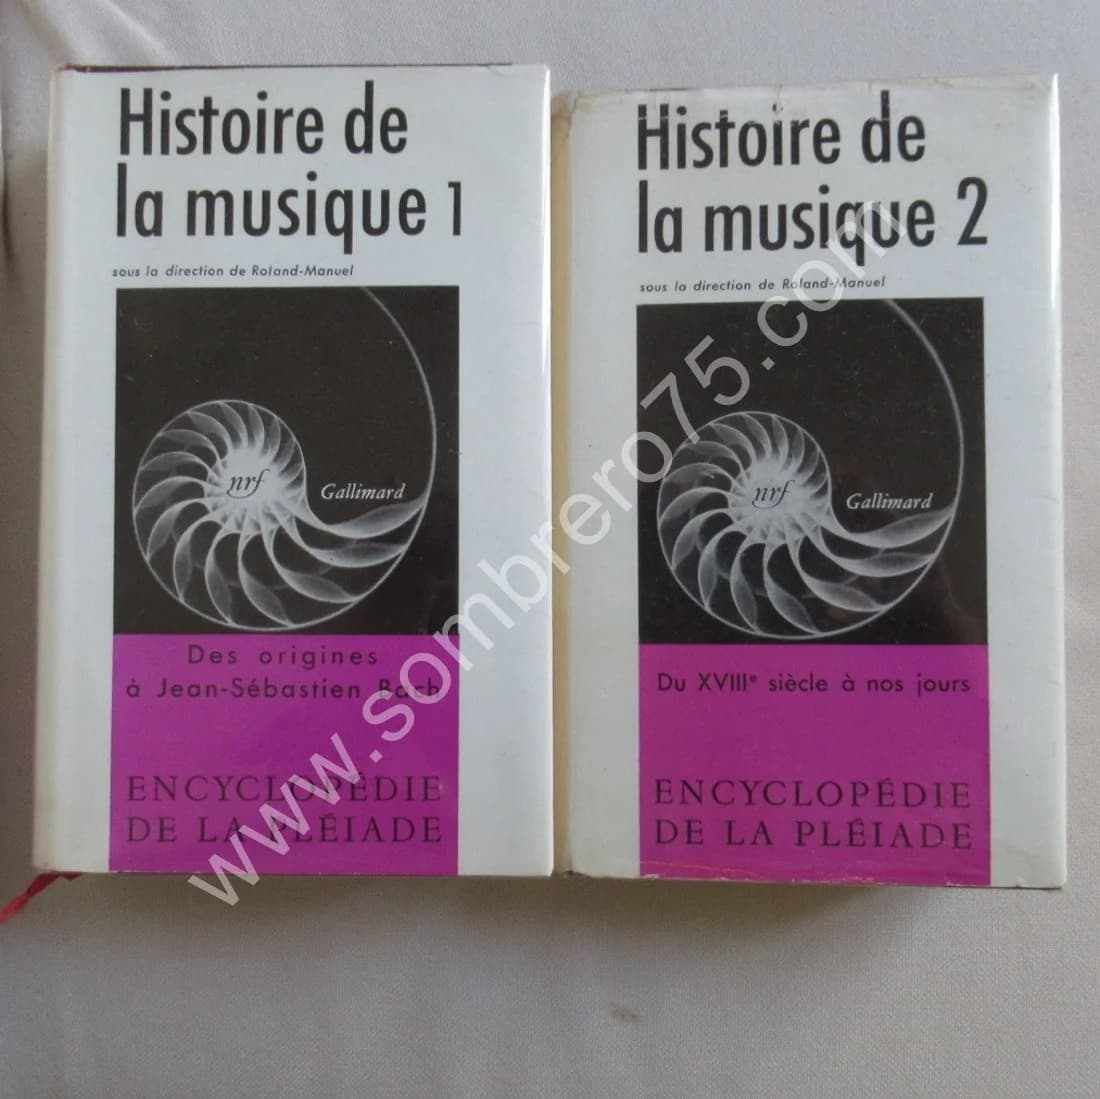 Histoire de
la musique 1
sous la direction de Roland-Manuel
nrf
Gallimard
Des origines
à Jean-Sébastien Bach
ENCYCLOPÉDIE
DE LA PLÉIADE
Histoire de
la musique 2
sous la direction de Roland-Manuel
nrf
Gallimard
Du XVIIIe siècle à nos jours
ENCYCLOPÉDIE
DE LA PLÉIADE
www.sombrero75.com